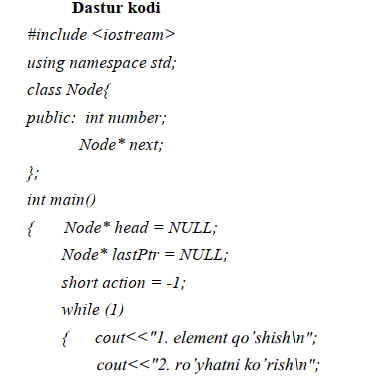 Dastur kodi
#include <iostream>
using namespace std;
class Node{
public:  int number;
Node* next;
};
int main()
{ Node* head = NULL;
Node* lastPtr = NULL;
short action = -1;
while (1)
{ cout<<"1. element qo’shish\n";
cout<<"2. ro’yhatni ko’rish\n";